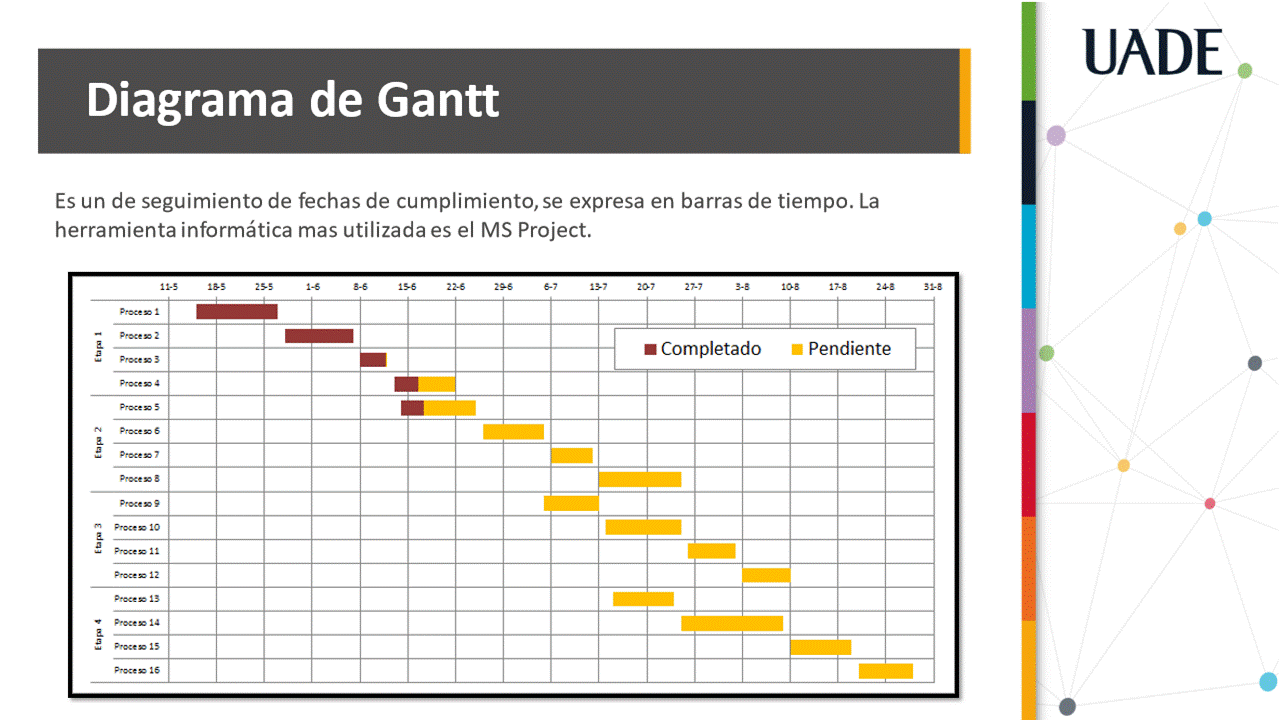 UADE
Diagrama de Gantt
Es un de seguimiento de fechas de cumplimiento, se expresa en barras de tiempo. La
herramienta informática mas utilizada es el MS Project.
11-5 18-5 25-5 1-6 8-6 15-6 22-6 29-6 6-7 13-7 20-7 27-7 3-8 10-8 17-8 24-8 31-8
Completado Pendiente
Etapa 1
Proceso 1
Proceso 2
Proceso 3
Proceso 4
Etapa 2
Proceso 5
Proceso 6
Proceso 7
Proceso 8
Etapa 3
Proceso 9
Proceso 10
Proceso 11
Proceso 12
Etapa 4
Proceso 13
Proceso 14
Proceso 15
Proceso 16